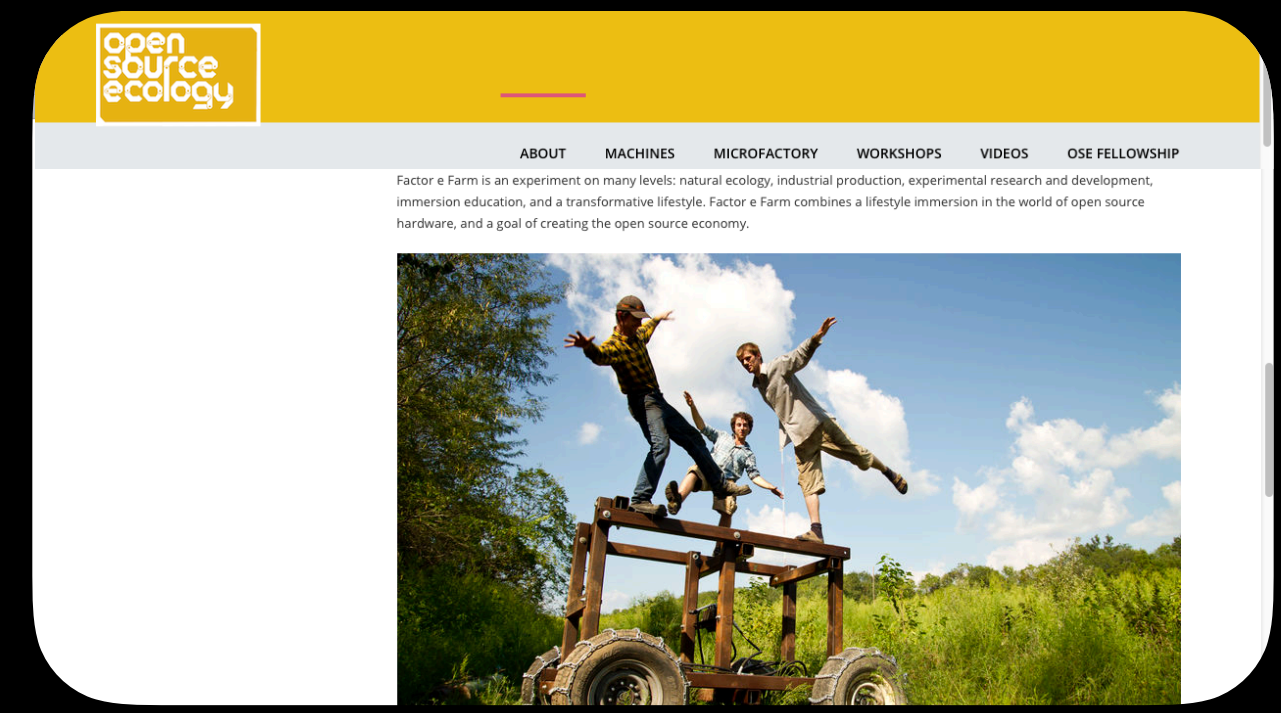 open
source
ecology
ABOUT MACHINES MICROFACTORY WORKSHOPS VIDEOS OSE FELLOWSHIP
Factor e Farm is an experiment on many levels: natural ecology, industrial production, experimental research and development,
immersion education, and a transformative lifestyle. Factor e Farm combines a lifestyle immersion in the world of open source
hardware, and a goal of creating the open source economy.